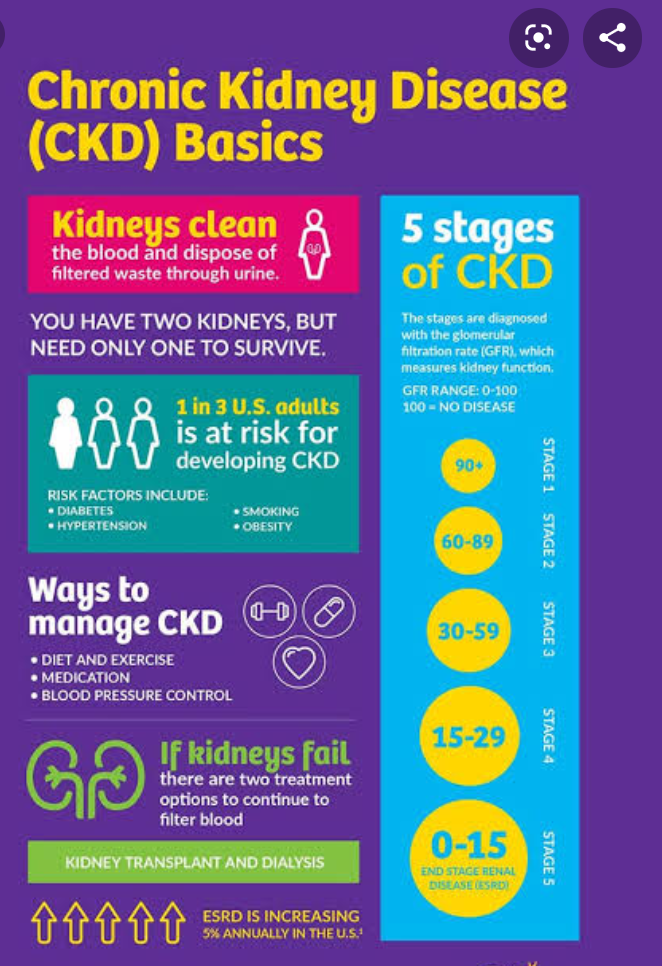 Chronic Kidney Disease
(CKD) Basics
Kidneys clean
the blood and dispose of
filtered waste through urine.
YOU HAVE TWO KIDNEYS, BUT
NEED ONLY ONE TO SURVIVE.
1 in 3 U.S. adults
is at risk for
developing CKD
RISK FACTORS INCLUDE:
• DIABETES
• HYPERTENSION
• SMOKING
• OBESITY
Ways to
manage CKD
• DIET AND EXERCISE
• MEDICATION
• BLOOD PRESSURE CONTROL
If kidneys fail
there are two treatment
options to continue to
filter blood
KIDNEY TRANSPLANT AND DIALYSIS
ESRD IS INCREASING
5% ANNUALLY IN THE U.S.¹
5 stages
of CKD
The stages are diagnosed
with the glomerular
filtration rate (GFR), which
measures kidney function.
GFR RANGE: 0-100
100 = NO DISEASE
90+
STAGE 1
60-89
STAGE 2
30-59
STAGE 3
15-29
STAGE 4
0-15
END STAGE RENAL
DISEASE (ESRD)
STAGE 5